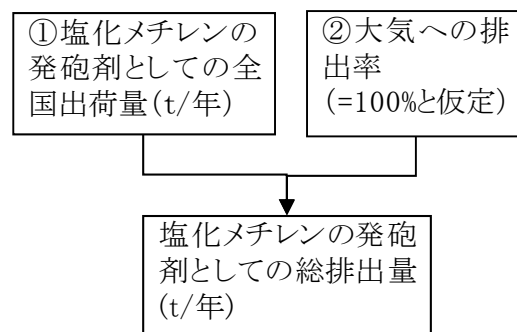 ①塩化メチレンの
発砲剤としての全
国出荷量(t/年)
②大気への排
出率
(=100%と仮定)
塩化メチレンの発砲
剤としての総排出量
(t/年)